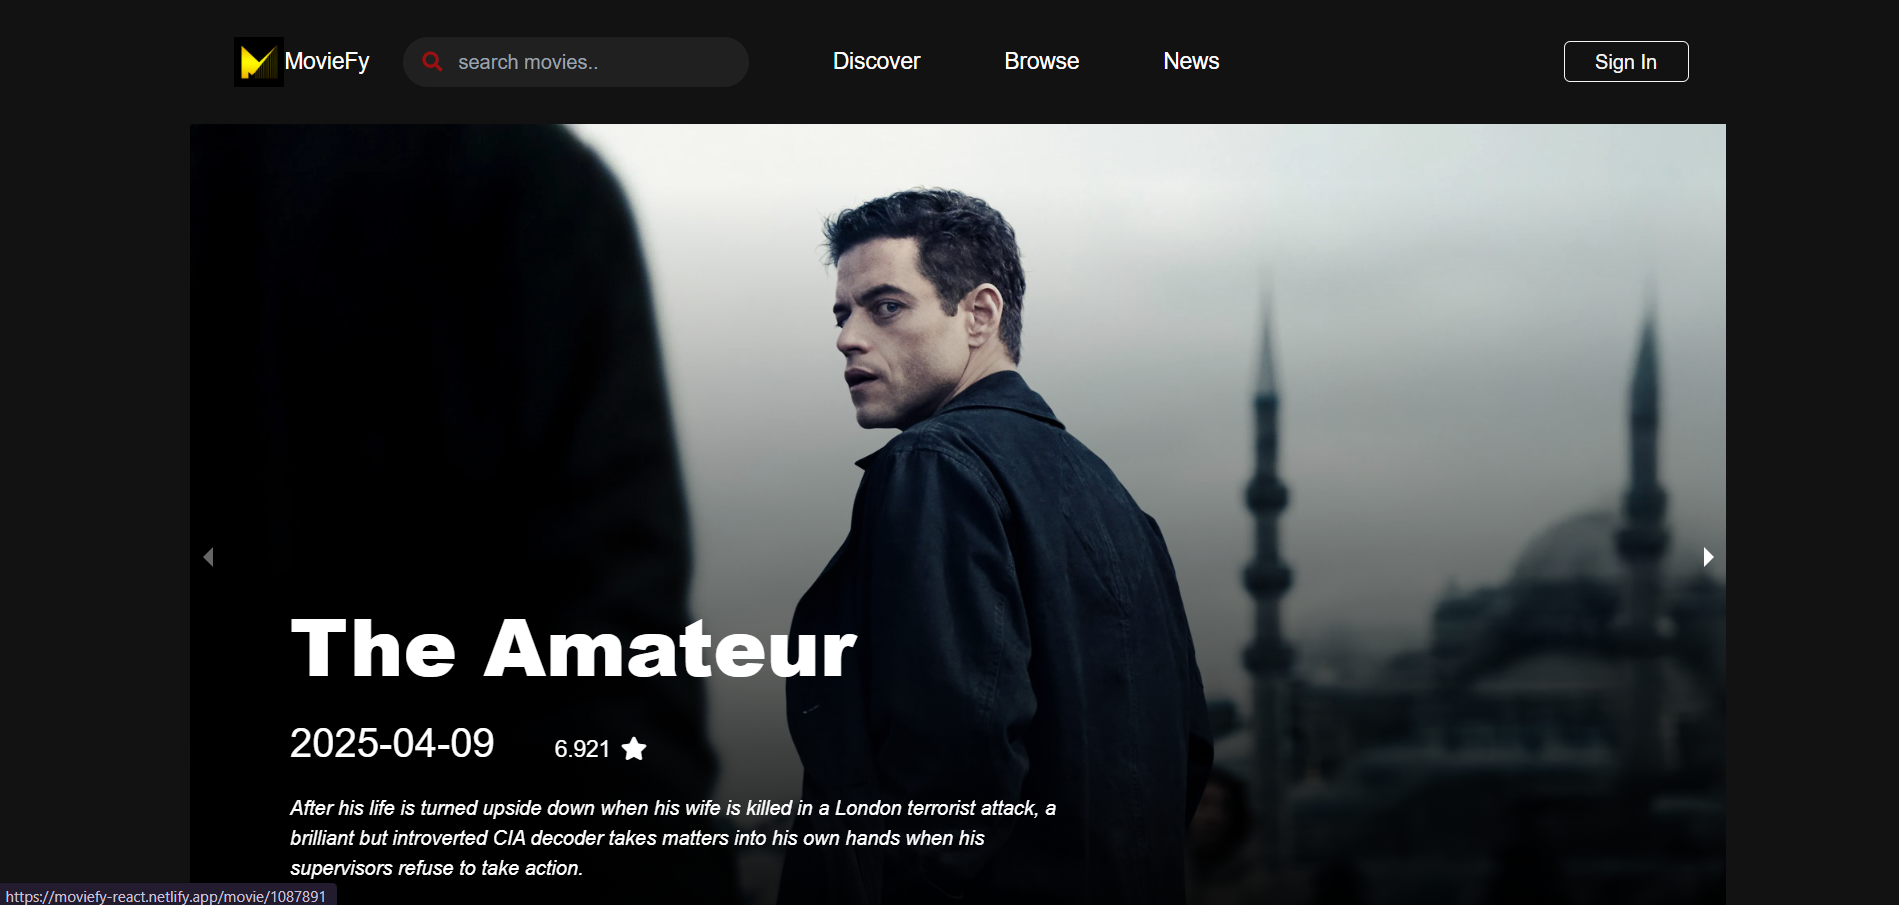 MovieFy
search movies..
Discover
Browse
News
Sign In
The Amateur
2025-04-09
6.921
After his life is turned upside down when his wife is killed in a London terrorist attack, a
brilliant but introverted CIA decoder takes matters into his own hands when his
supervisors refuse to take action.
https://moviefy-react.netlify.app/movie/1087891